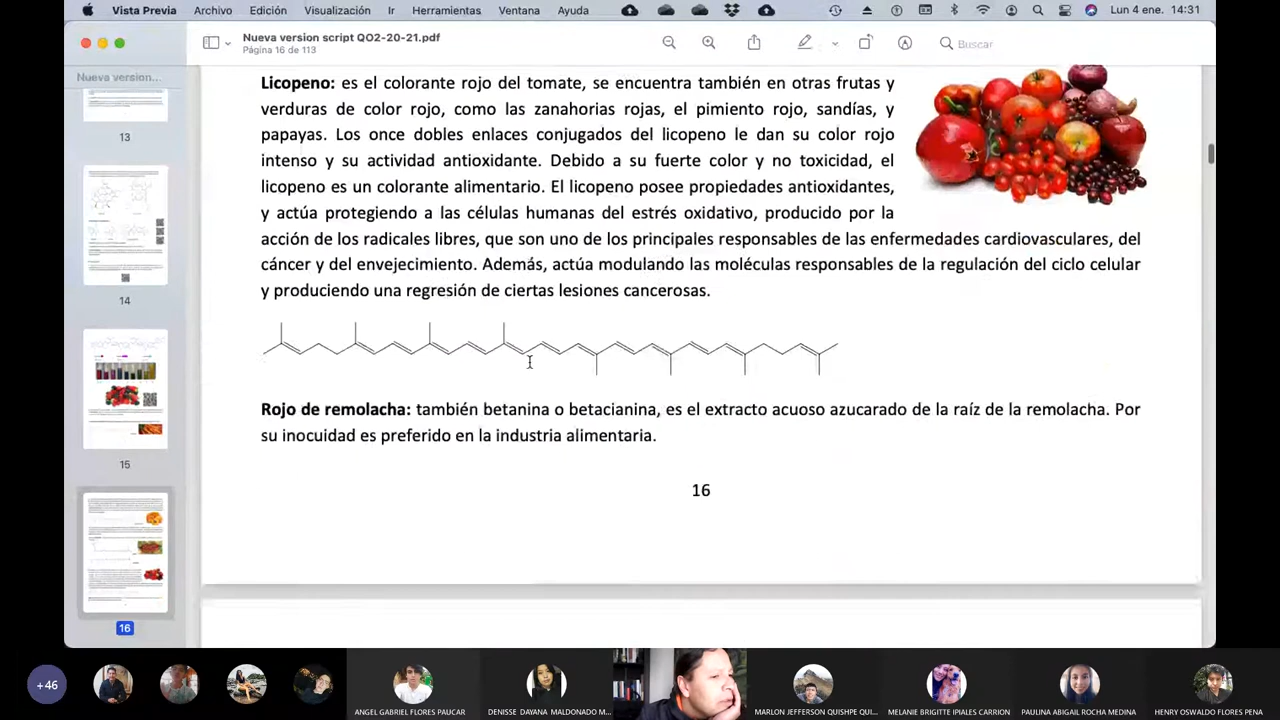 Vista Previa Archivo Edición Visualización Ir Herramientas Ventana Ayuda Lun 4 ene. 14:31
Nueva version script QO2-20-21.pdf
Página 16 de 113
Buscar
Nueva version...
13
14
15
16
Licopeno: es el colorante rojo del tomate, se encuentra también en otras frutas y
verduras de color rojo, como las zanahorias rojas, el pimiento rojo, sandías, y
papayas. Los once dobles enlaces conjugados del licopeno le dan su color rojo
intenso y su actividad antioxidante. Debido a su fuerte color y no toxicidad, el
licopeno es un colorante alimentario. El licopeno posee propiedades antioxidantes,
y actúa protegiendo a las células humanas del estrés oxidativo, producido por la
acción de los radicales libres, que son uno de los principales responsables de las enfermedades cardiovasculares, del
cáncer y del envejecimiento. Además, actúa modulando las moléculas responsables de la regulación del ciclo celular
y produciendo una regresión de ciertas lesiones cancerosas.
Rojo de remolacha: también betanina o betacianina, es el extracto acuoso azucarado de la raíz de la remolacha. Por
su inocuidad es preferido en la industria alimentaria.
16
+46
ANGEL GABRIEL FLORES PAUCAR
DENISSE DAYANA MALDONADO M...
MARLON JEFFERSON QUISHPE QUI...
MELANIE BRIGITTE IPIALES CARRION
PAULINA ABIGAIL ROCHA MEDINA
HENRY OSWALDO FLORES PENA